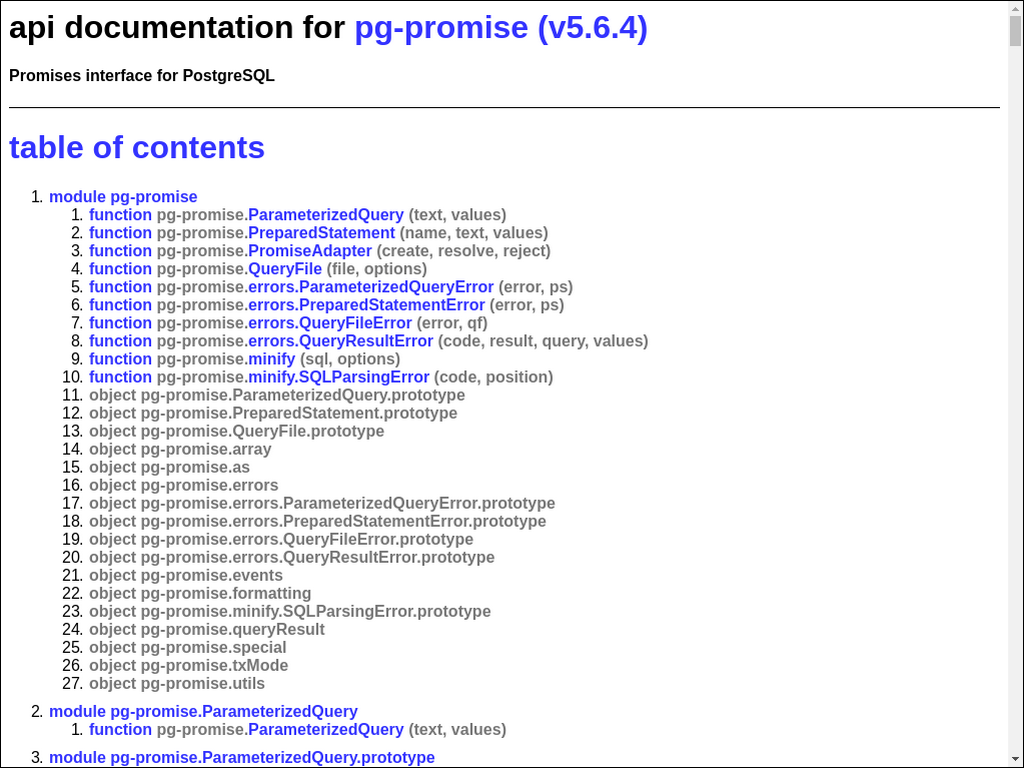 api documentation for pg-promise (v5.6.4)
Promises interface for PostgreSQL
table of contents
1. module pg-promise
1. function pg-promise.ParameterizedQuery (text, values)
2. function pg-promise.PreparedStatement (name, text, values)
3. function pg-promise.PromiseAdapter (create, resolve, reject)
4. function pg-promise.QueryFile (file, options)
5. function pg-promise.errors.ParameterizedQueryError (error, ps)
6. function pg-promise.errors.PreparedStatementError (error, ps)
7. function pg-promise.errors.QueryFileError (error, qf)
8. function pg-promise.errors.QueryResultError (code, result, query, values)
9. function pg-promise.minify (sql, options)
10. function pg-promise.minify.SQLParsingError (code, position)
11. object pg-promise.ParameterizedQuery.prototype
12. object pg-promise.PreparedStatement.prototype
13. object pg-promise.QueryFile.prototype
14. object pg-promise.array
15. object pg-promise.as
16. object pg-promise.errors
17. object pg-promise.errors.ParameterizedQueryError.prototype
18. object pg-promise.errors.PreparedStatementError.prototype
19. object pg-promise.errors.QueryFileError.prototype
20. object pg-promise.errors.QueryResultError.prototype
21. object pg-promise.events
22. object pg-promise.formatting
23. object pg-promise.minify.SQLParsingError.prototype
24. object pg-promise.queryResult
25. object pg-promise.special
26. object pg-promise.txMode
27. object pg-promise.utils
2. module pg-promise.ParameterizedQuery
1. function pg-promise.ParameterizedQuery (text, values)
3. module pg-promise.ParameterizedQuery.prototype